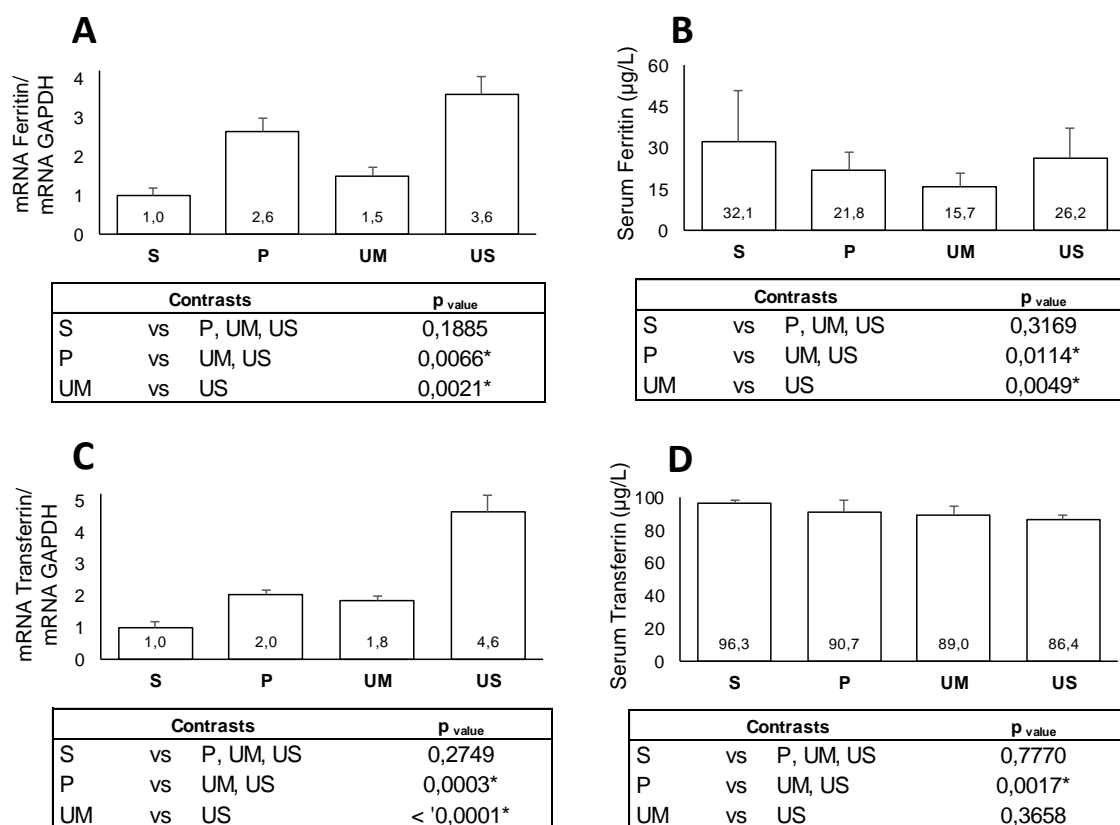 A
mRNA Ferritin/
mRNA GAPDH
4
3
2
1
0
1,0
2,6
1,5
3,6
S P UM US
Contrasts p value
S vs P, UM, US 0,1885
P vs UM, US 0,0066*
UM vs US 0,0021*
B
Serum Ferritin (µg/L)
60
45
30
15
0
32,1
21,8
15,7
26,2
S P UM US
Contrasts p value
S vs P, UM, US 0,3169
P vs UM, US 0,0114*
UM vs US 0,0049*
C
mRNA Transferrin/
mRNA GAPDH
5
4
3
2
1
0
1,0
2,0
1,8
4,6
S P UM US
Contrasts p value
S vs P, UM, US 0,2749
P vs UM, US 0,0003*
UM vs US < '0,0001*
D
Serum Transferrin (µg/L)
100
80
60
40
20
0
96,3
90,7
89,0
86,4
S P UM US
Contrasts p value
S vs P, UM, US 0,7770
P vs UM, US 0,0017*
UM vs US 0,3658